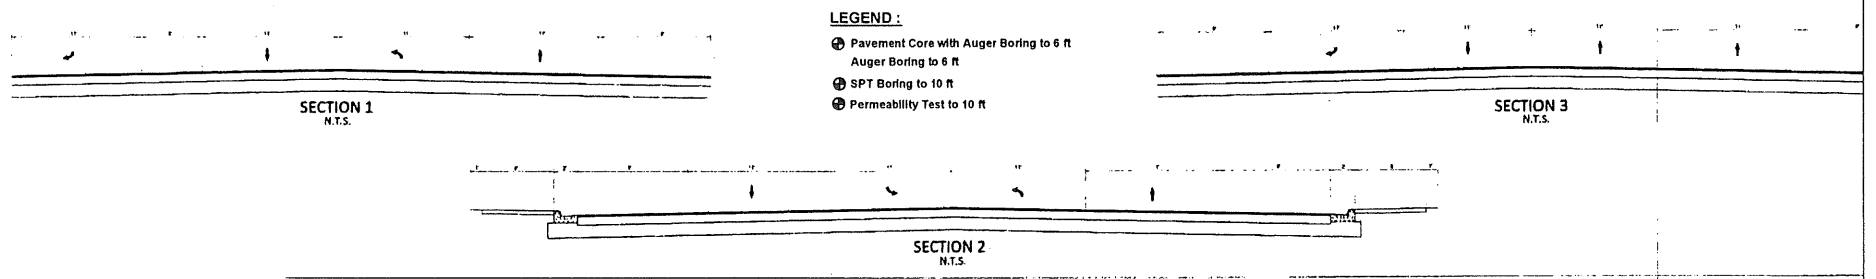 LEGEND :
Pavement Core with Auger Boring to 6 ft
Auger Boring to 6 ft
SPT Boring to 10 ft
Permeability Test to 10 ft
SECTION 1
N.T.S.
SECTION 3
N.T.S.
SECTION 2
N.T.S.